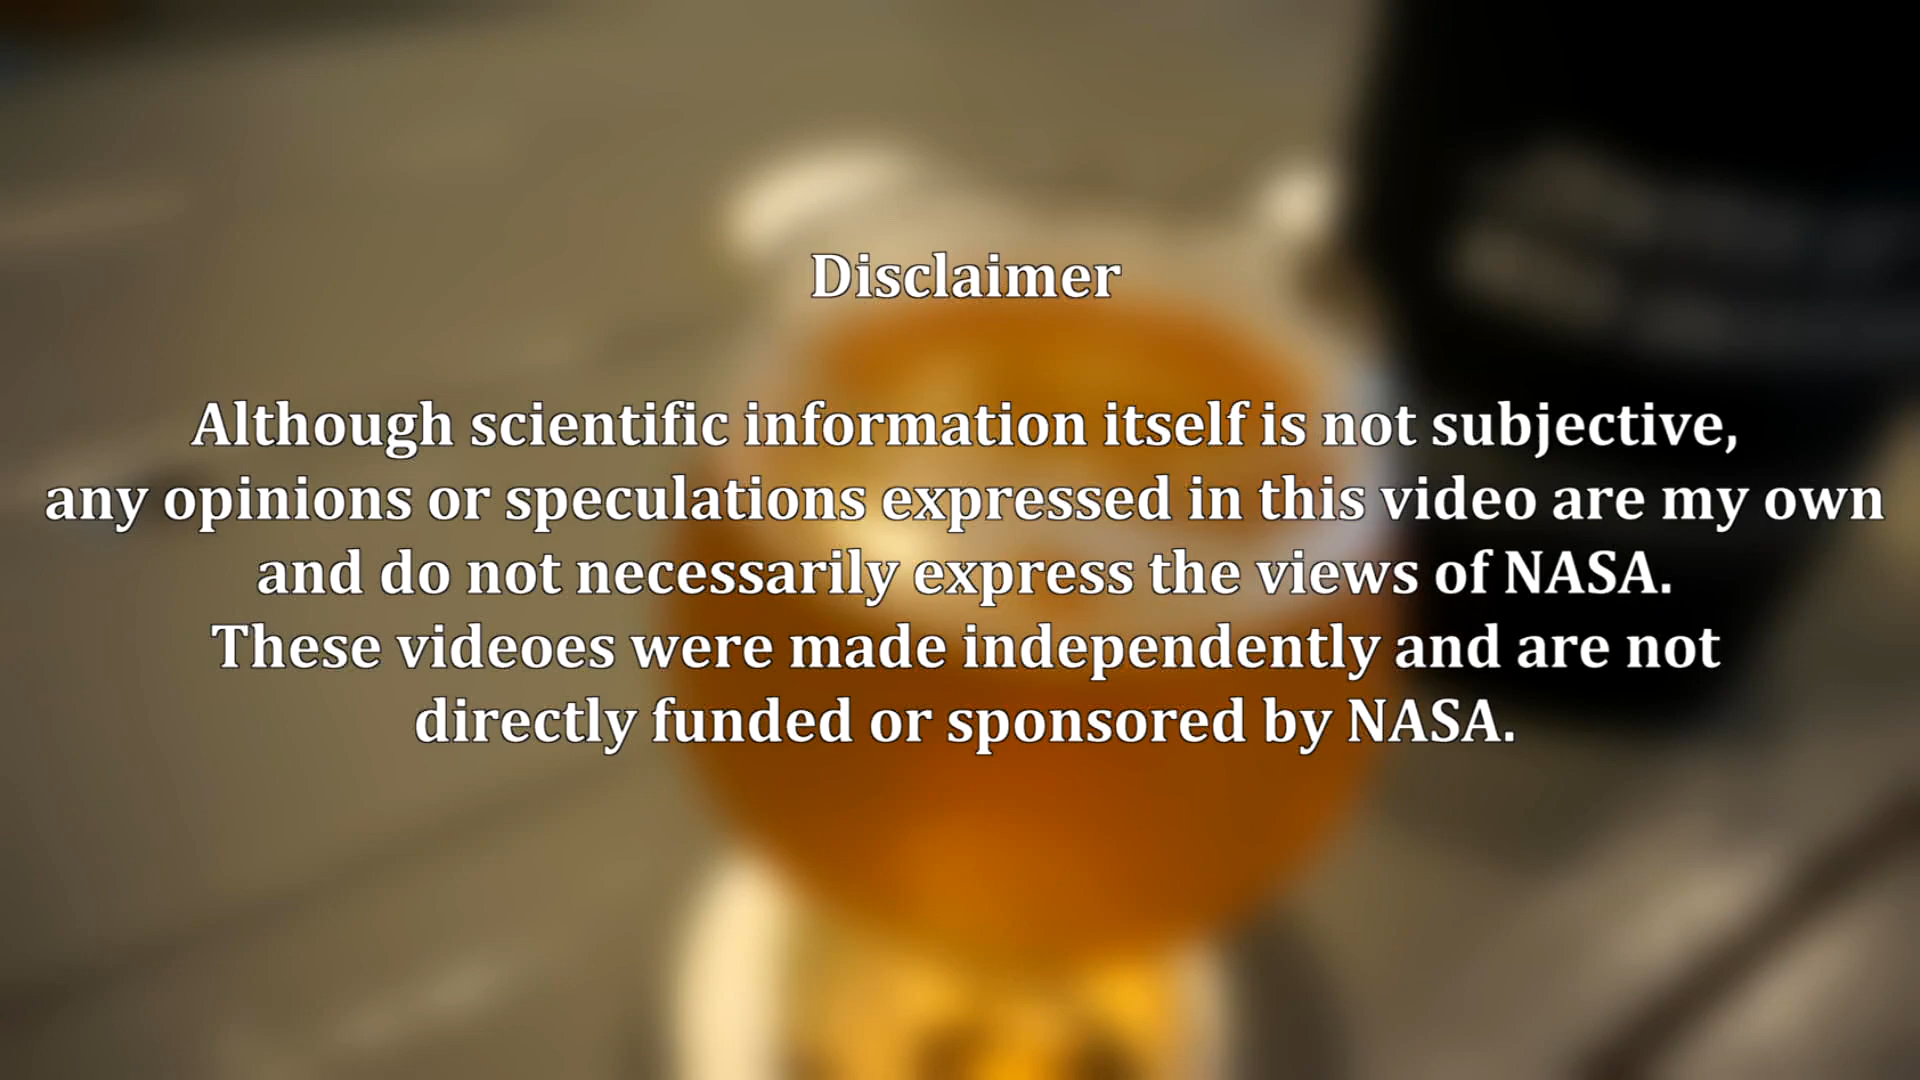 Disclaimer
Although scientific information itself is not subjective,
any opinions or speculations expressed in this video are my own
and do not necessarily express the views of NASA.
These videoes were made independently and are not
directly funded or sponsored by NASA.